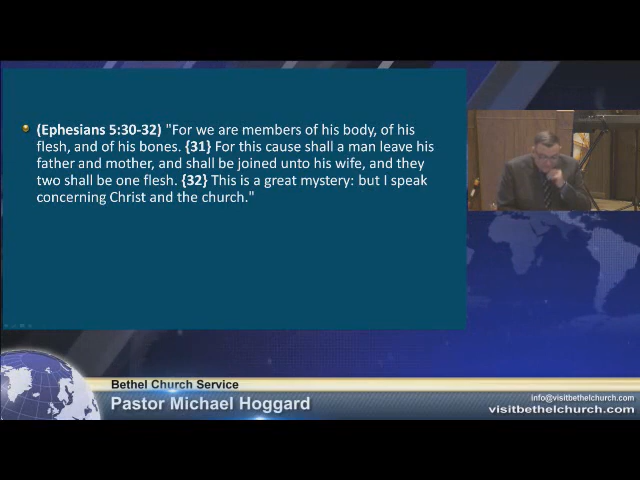 (Ephesians 5:30-32) "For we are members of his body, of his
flesh, and of his bones. {31} For this cause shall a man leave his
father and mother, and shall be joined unto his wife, and they
two shall be one flesh. {32} This is a great mystery: but I speak
concerning Christ and the church."
Bethel Church Service
Pastor Michael Hoggard
info@visitbethelchurch.com
visitbethelchurch.com